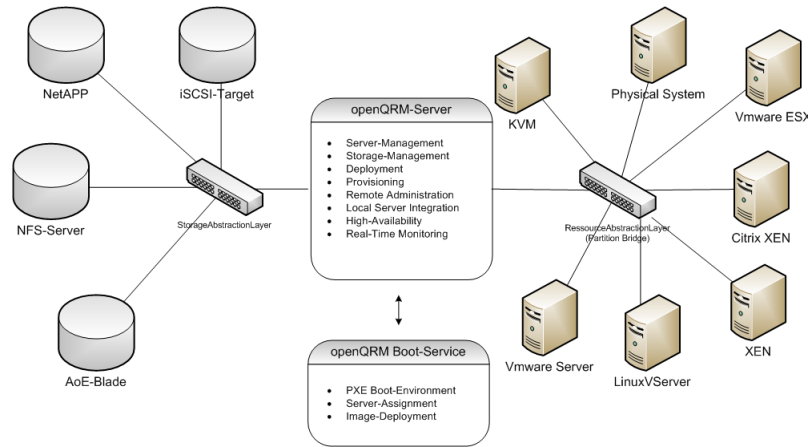 NetAPP
iSCSI-Target
NFS-Server
AoE-Blade
StorageAbstractionLayer
openQRM-Server
• Server-Management
• Storage-Management
• Deployment
• Provisioning
• Remote Administration
• Local Server Integration
• High-Availability
• Real-Time Monitoring
openQRM Boot-Service
• PXE Boot-Environment
• Server-Assignment
• Image-Deployment
KVM
Physical System
Vmware ESX
RessourceAbstractionLayer
(Partition Bridge)
Citrix XEN
Vmware Server
LinuxVServer
XEN